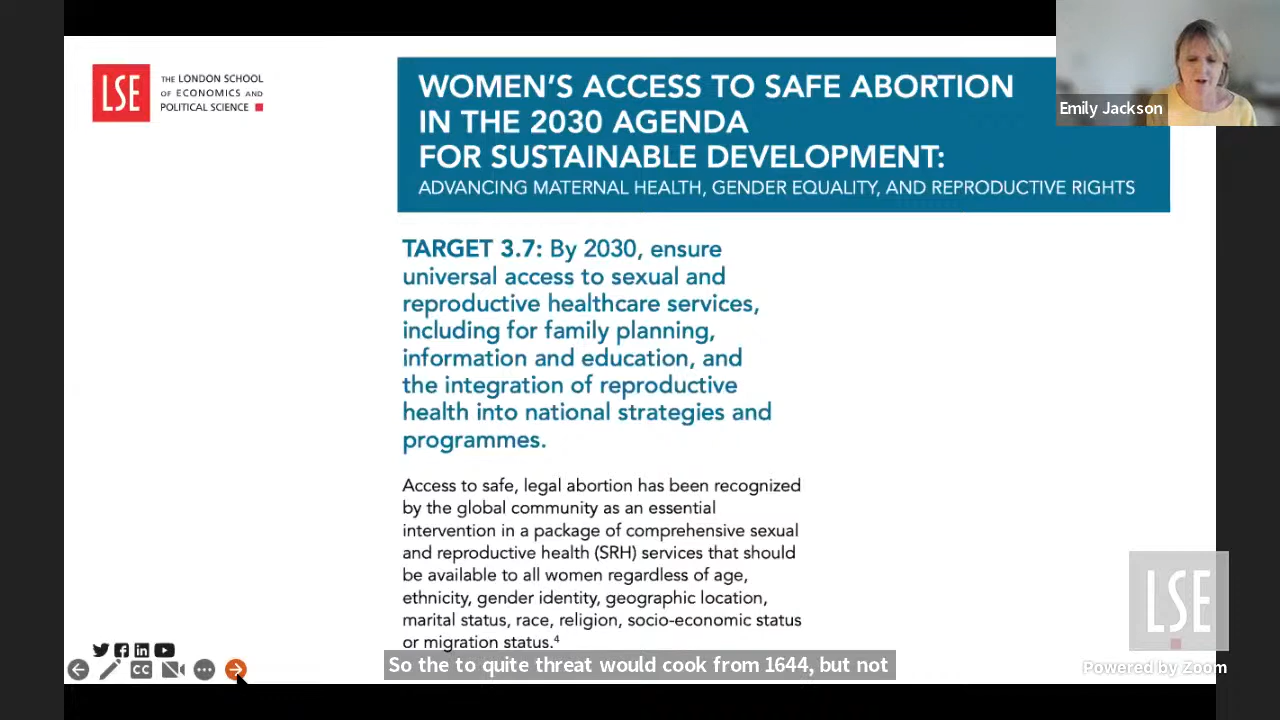 LSE
THE LONDON SCHOOL
OF ECONOMICS AND
POLITICAL SCIENCE
WOMEN'S ACCESS TO SAFE ABORTION
IN THE 2030 AGENDA
FOR SUSTAINABLE DEVELOPMENT:
ADVANCING MATERNAL HEALTH, GENDER EQUALITY, AND REPRODUCTIVE RIGHTS
Emily Jackson
TARGET 3.7: By 2030, ensure
universal access to sexual and
reproductive healthcare services,
including for family planning,
information and education, and
the integration of reproductive
health into national strategies and
programmes.
Access to safe, legal abortion has been recognized
by the global community as an essential
intervention in a package of comprehensive sexual
and reproductive health (SRH) services that should
be available to all women regardless of age,
ethnicity, gender identity, geographic location,
marital status, race, religion, socio-economic status
or migration status.⁴
So the to quite threat would cook from 1644, but not
CC
LSE
Powered by Zoom